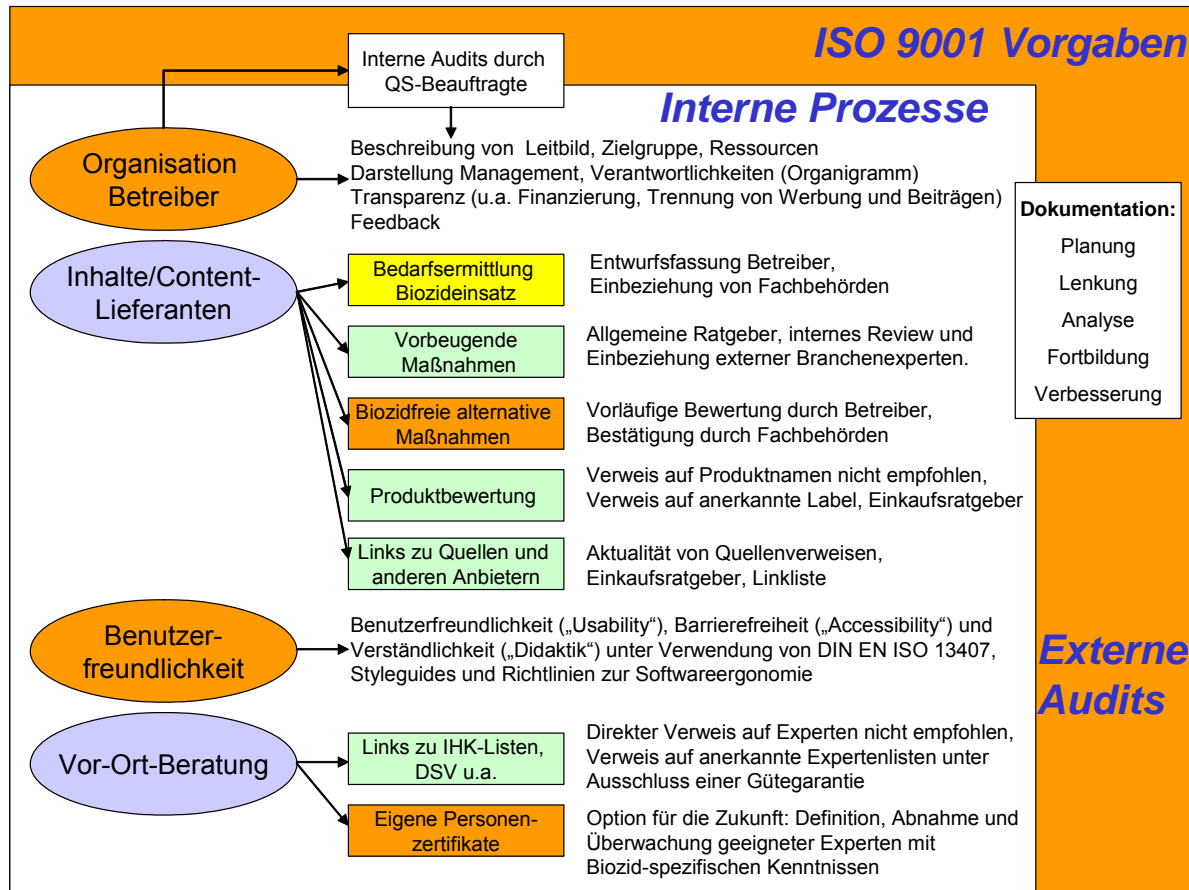 ISO 9001 Vorgaben
Interne Audits durch
QS-Beauftragte
Interne Prozesse
Organisation
Betreiber
Beschreibung von Leitbild, Zielgruppe, Ressourcen
Darstellung Management, Verantwortlichkeiten (Organigramm)
Transparenz (u.a. Finanzierung, Trennung von Werbung und Beiträgen)
Feedback
Dokumentation:
Planung
Lenkung
Analyse
Fortbildung
Verbesserung
Inhalte/Content-
Lieferanten
Bedarfsermittlung
Biozideinsatz
Entwurfsfassung Betreiber,
Einbeziehung von Fachbehörden
Vorbeugende
Maßnahmen
Allgemeine Ratgeber, internes Review und
Einbeziehung externer Branchenexperten.
Biozidfreie alternative
Maßnahmen
Vorläufige Bewertung durch Betreiber,
Bestätigung durch Fachbehörden
Produktbewertung
Verweis auf Produktnamen nicht empfohlen,
Verweis auf anerkannte Label, Einkaufsratgeber
Links zu Quellen und
anderen Anbietern
Aktualität von Quellenverweisen,
Einkaufsratgeber, Linkliste
Benutzer-
freundlichkeit
Benutzerfreundlichkeit („Usability“), Barrierefreiheit („Accessibility“) und
Verständlichkeit („Didaktik“) unter Verwendung von DIN EN ISO 13407,
Styleguides und Richtlinien zur Softwareergonomie
Externe
Audits
Vor-Ort-Beratung
Links zu IHK-Listen,
DSV u.a.
Direkter Verweis auf Experten nicht empfohlen,
Verweis auf anerkannte Expertenlisten unter
Ausschluss einer Gütegarantie
Eigene Personen-
zertifikate
Option für die Zukunft: Definition, Abnahme und
Überwachung geeigneter Experten mit
Biozid-spezifischen Kenntnissen